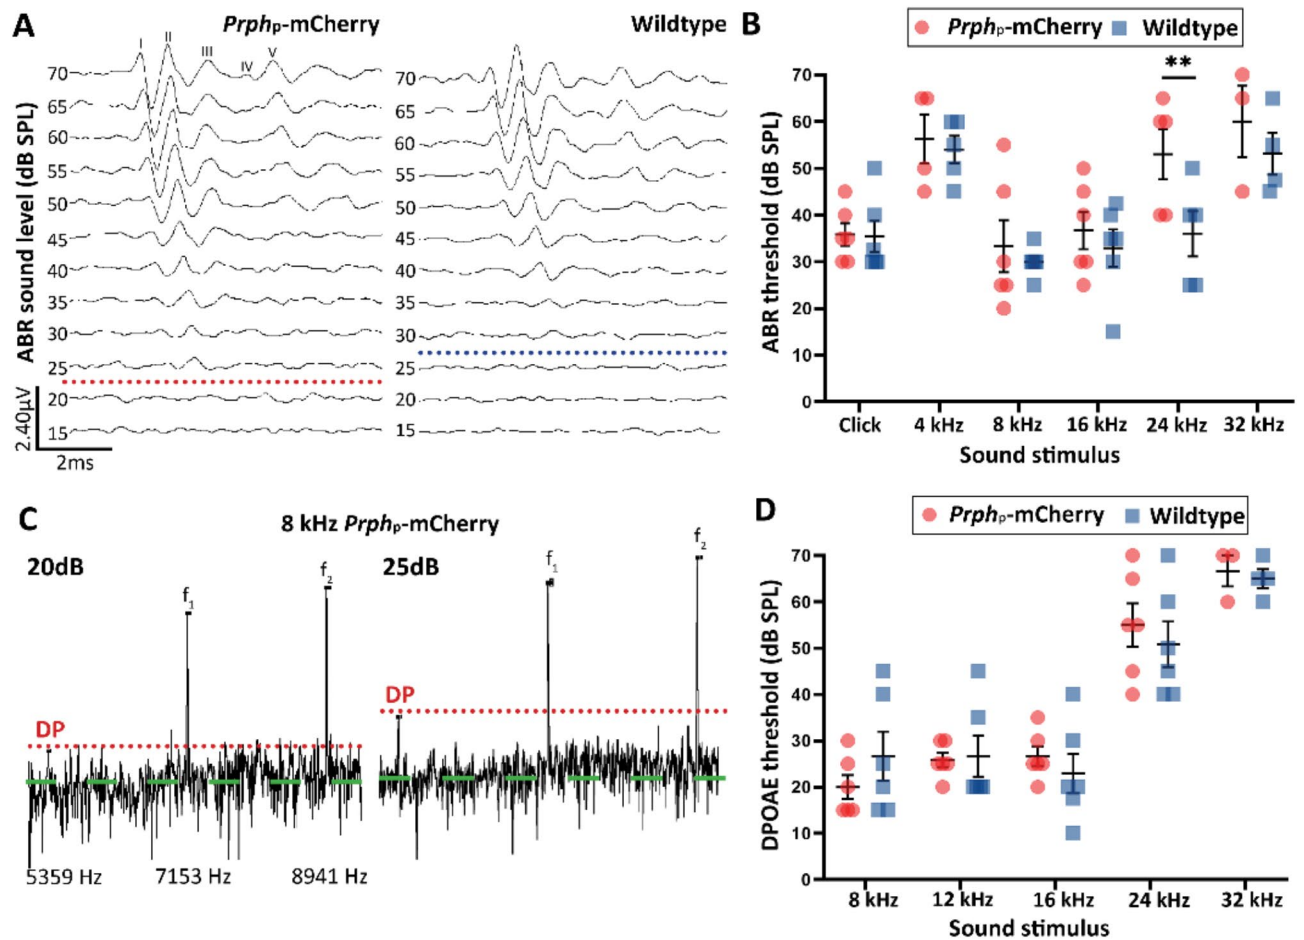 A
Prphp-mCherry
Wildtype
I
II
III
IV
V
ABR sound level (dB SPL)
70
65
60
55
50
45
40
35
30
25
20
15
70
65
60
55
50
45
40
35
30
25
20
15
2.40µV
2ms
B
Prphp-mCherry
Wildtype
ABR threshold (dB SPL)
70
60
50
40
30
20
10
0
**
Click
4 kHz
8 kHz
16 kHz
24 kHz
32 kHz
Sound stimulus
C
8 kHz Prphp-mCherry
20dB
f1
f2
DP
5359 Hz
7153 Hz
8941 Hz
25dB
f1
f2
DP
D
Prphp-mCherry
Wildtype
DPOAE threshold (dB SPL)
70
60
50
40
30
20
10
0
8 kHz
12 kHz
16 kHz
24 kHz
32 kHz
Sound stimulus